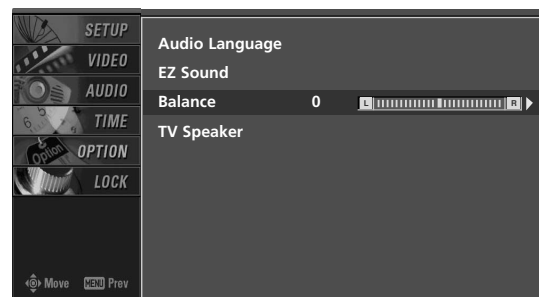 SETUP
VIDEO
AUDIO
TIME
OPTION
LOCK
Move MENU Prev
Audio Language
EZ Sound
Balance 0 L R
TV Speaker